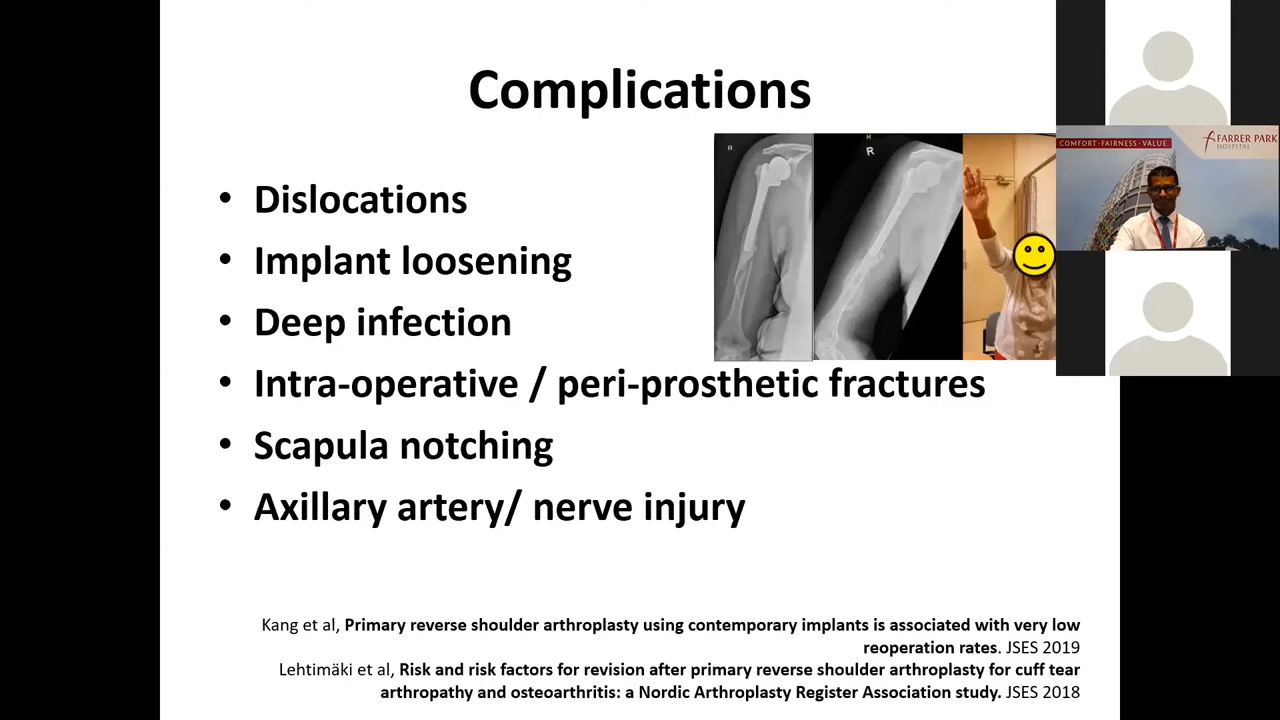 Complications
R
R
COMFORT · FAIRNESS · VALUE
FARRER PARK
HOSPITAL
• Dislocations
• Implant loosening
• Deep infection
• Intra-operative / peri-prosthetic fractures
• Scapula notching
• Axillary artery/ nerve injury
Kang et al, Primary reverse shoulder arthroplasty using contemporary implants is associated with very low
reoperation rates. JSES 2019
Lehtimäki et al, Risk and risk factors for revision after primary reverse shoulder arthroplasty for cuff tear
arthropathy and osteoarthritis: a Nordic Arthroplasty Register Association study. JSES 2018